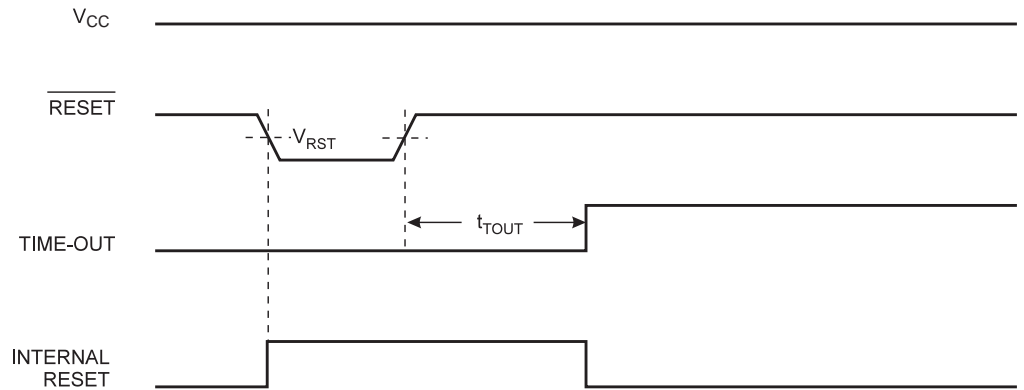 VCC
RESET
VRST
tTOUT
TIME-OUT
INTERNAL
RESET